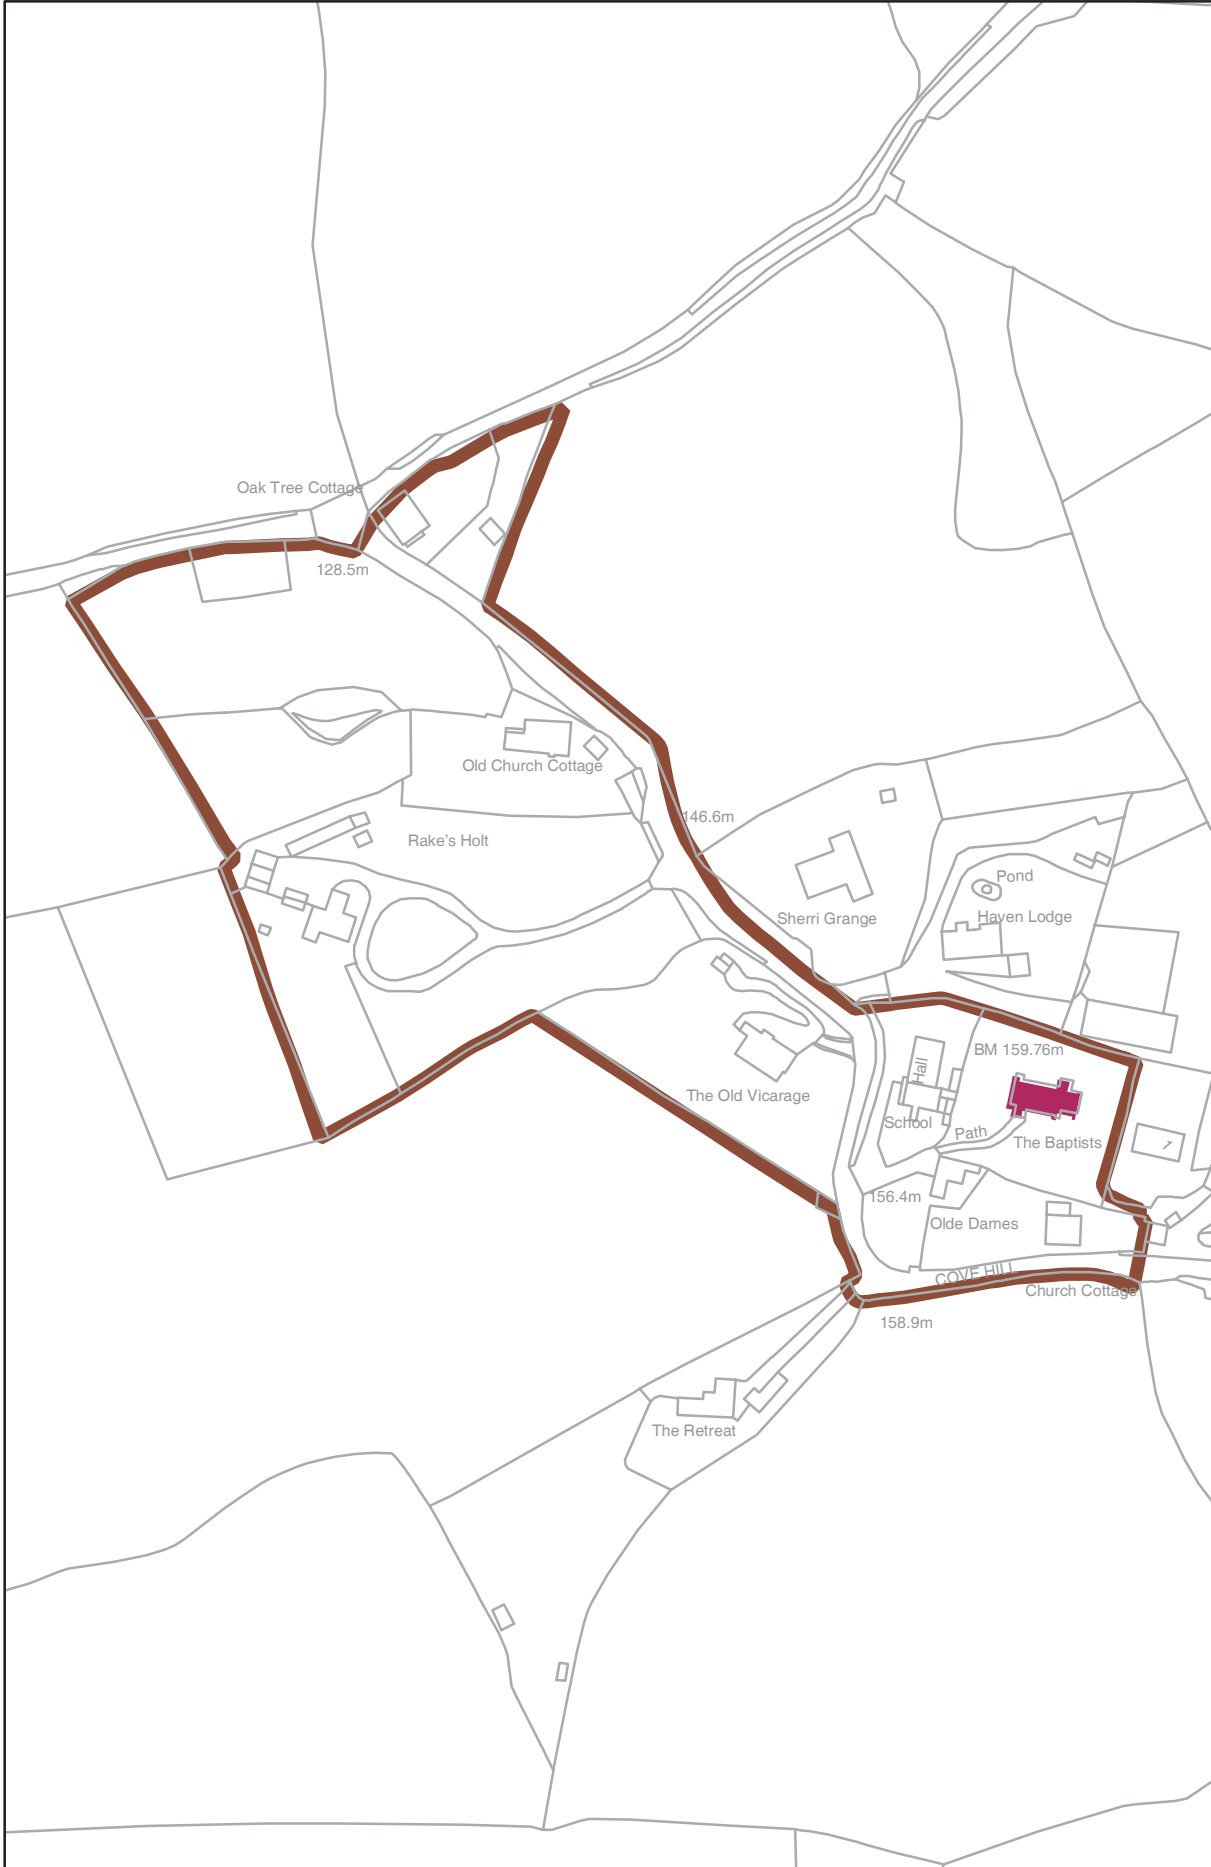 Oak Tree Cottage
128.5m
Old Church Cottage
146.6m
Rake's Holt
Pond
Sherri Grange
Haven Lodge
BM 159.76m
Hall
The Old Vicarage
School
Path
The Baptists
156.4m
Olde Dames
COVE HILL
Church Cottage
158.9m
The Retreat